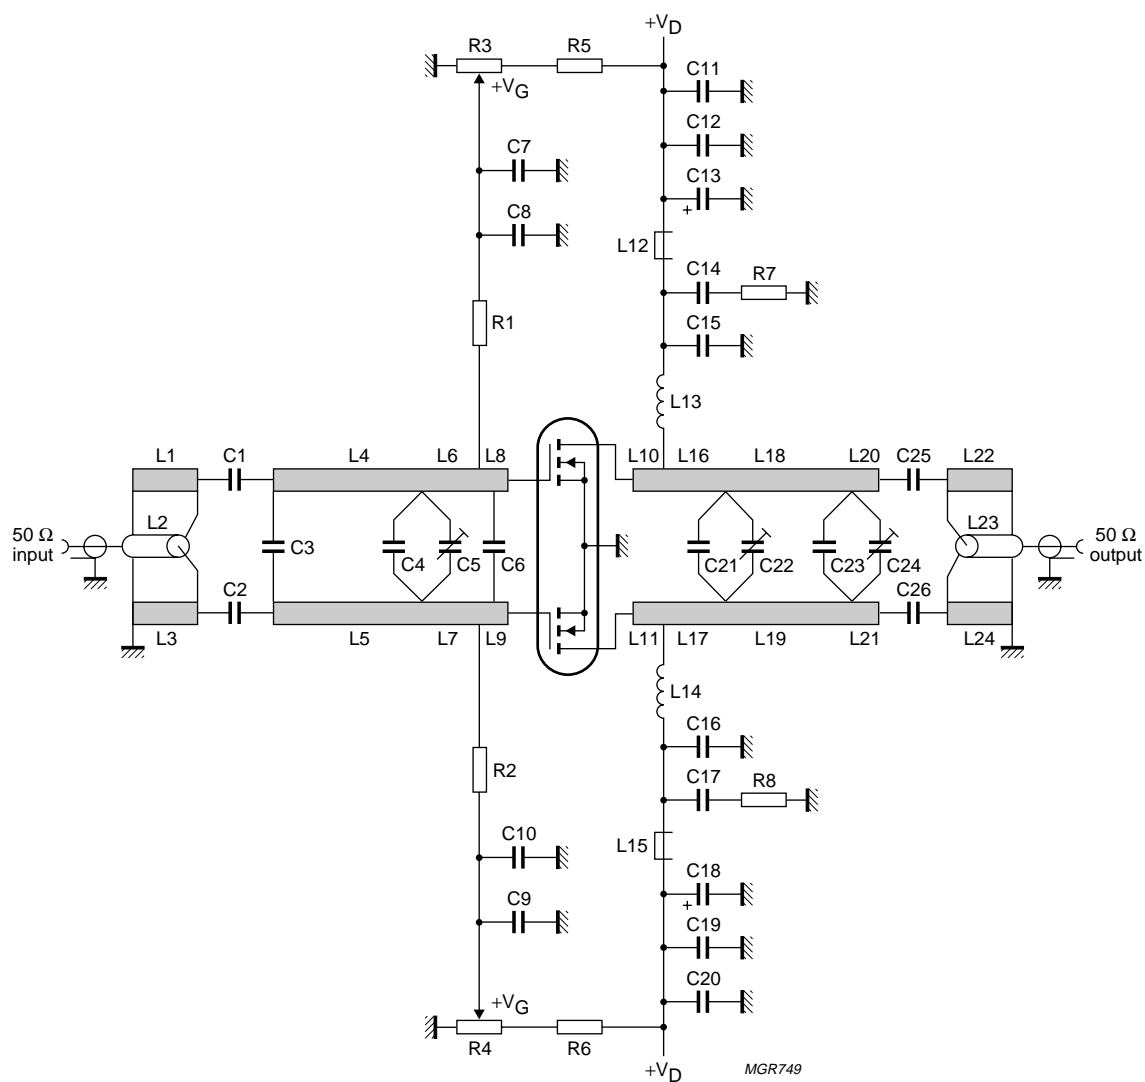 +VD
R3
R5
C11
+VG
C12
C7
C13
+
C8
L12
C14
R7
R1
C15
L13
L1
C1
L4
L6
L8
L10
L16
L18
L20
C25
L22
50 Ω
input
L2
C3
C4
C5
C6
C21
C22
C23
C24
L23
50 Ω
output
C2
C26
L3
L5
L7
L9
L11
L17
L19
L21
L24
L14
C16
R2
C17
R8
C10
L15
C18
+
C9
C19
C20
+VG
R4
R6
+VD
MGR749